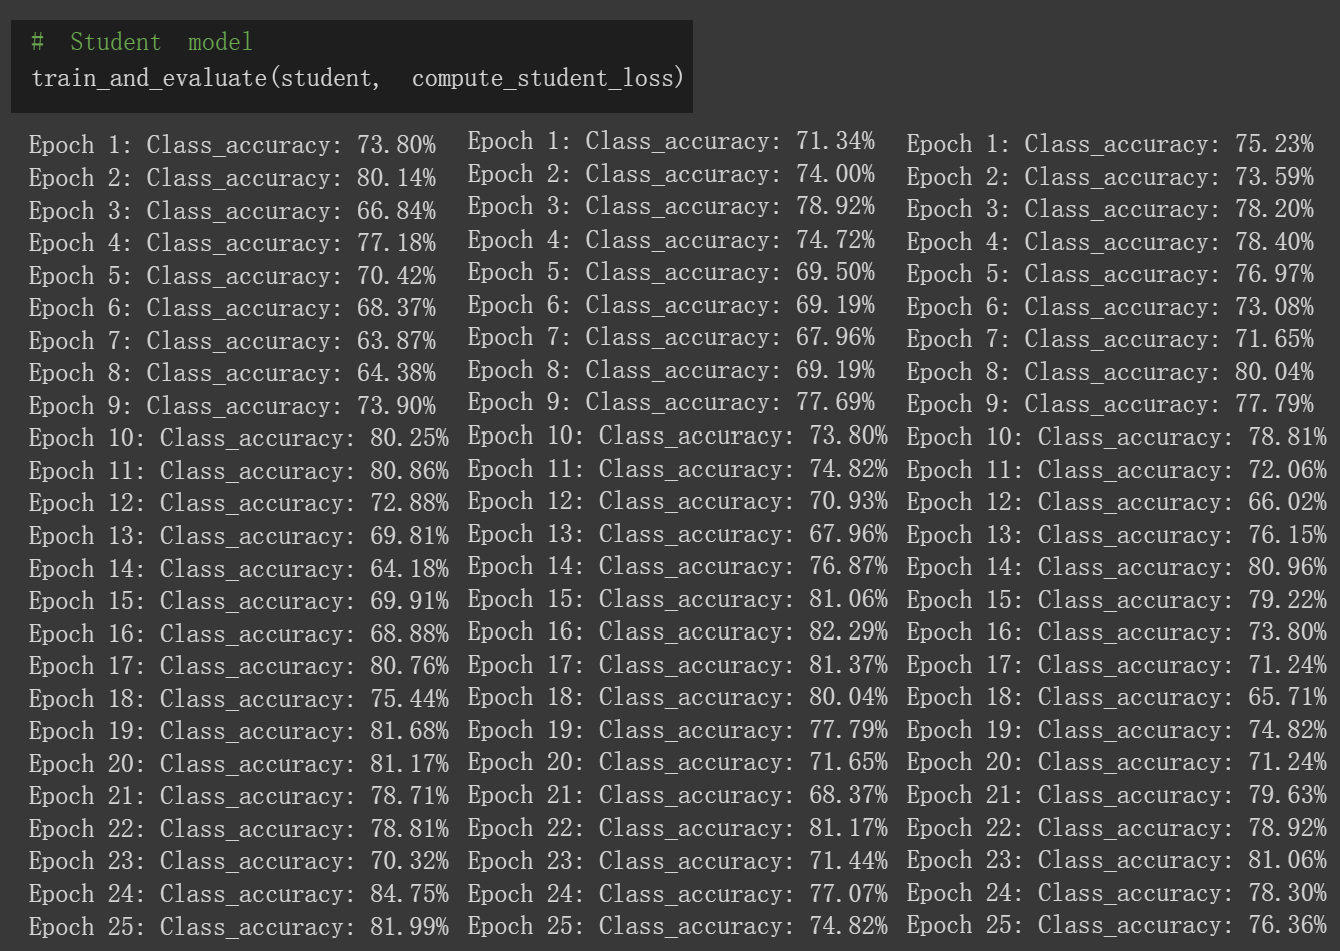 # Student model
train_and_evaluate(student, compute_student_loss)
Epoch 1: Class_accuracy: 73.80%
Epoch 2: Class_accuracy: 80.14%
Epoch 3: Class_accuracy: 66.84%
Epoch 4: Class_accuracy: 77.18%
Epoch 5: Class_accuracy: 70.42%
Epoch 6: Class_accuracy: 68.37%
Epoch 7: Class_accuracy: 63.87%
Epoch 8: Class_accuracy: 64.38%
Epoch 9: Class_accuracy: 73.90%
Epoch 10: Class_accuracy: 80.25%
Epoch 11: Class_accuracy: 80.86%
Epoch 12: Class_accuracy: 72.88%
Epoch 13: Class_accuracy: 69.81%
Epoch 14: Class_accuracy: 64.18%
Epoch 15: Class_accuracy: 69.91%
Epoch 16: Class_accuracy: 68.88%
Epoch 17: Class_accuracy: 80.76%
Epoch 18: Class_accuracy: 75.44%
Epoch 19: Class_accuracy: 81.68%
Epoch 20: Class_accuracy: 81.17%
Epoch 21: Class_accuracy: 78.71%
Epoch 22: Class_accuracy: 78.81%
Epoch 23: Class_accuracy: 70.32%
Epoch 24: Class_accuracy: 84.75%
Epoch 25: Class_accuracy: 81.99%
Epoch 1: Class_accuracy: 71.34%
Epoch 2: Class_accuracy: 74.00%
Epoch 3: Class_accuracy: 78.92%
Epoch 4: Class_accuracy: 74.72%
Epoch 5: Class_accuracy: 69.50%
Epoch 6: Class_accuracy: 69.19%
Epoch 7: Class_accuracy: 67.96%
Epoch 8: Class_accuracy: 69.19%
Epoch 9: Class_accuracy: 77.69%
Epoch 10: Class_accuracy: 73.80%
Epoch 11: Class_accuracy: 74.82%
Epoch 12: Class_accuracy: 70.93%
Epoch 13: Class_accuracy: 67.96%
Epoch 14: Class_accuracy: 76.87%
Epoch 15: Class_accuracy: 81.06%
Epoch 16: Class_accuracy: 82.29%
Epoch 17: Class_accuracy: 81.37%
Epoch 18: Class_accuracy: 80.04%
Epoch 19: Class_accuracy: 77.79%
Epoch 20: Class_accuracy: 71.65%
Epoch 21: Class_accuracy: 68.37%
Epoch 22: Class_accuracy: 81.17%
Epoch 23: Class_accuracy: 71.44%
Epoch 24: Class_accuracy: 77.07%
Epoch 25: Class_accuracy: 74.82%
Epoch 1: Class_accuracy: 75.23%
Epoch 2: Class_accuracy: 73.59%
Epoch 3: Class_accuracy: 78.20%
Epoch 4: Class_accuracy: 78.40%
Epoch 5: Class_accuracy: 76.97%
Epoch 6: Class_accuracy: 73.08%
Epoch 7: Class_accuracy: 71.65%
Epoch 8: Class_accuracy: 80.04%
Epoch 9: Class_accuracy: 77.79%
Epoch 10: Class_accuracy: 78.81%
Epoch 11: Class_accuracy: 72.06%
Epoch 12: Class_accuracy: 66.02%
Epoch 13: Class_accuracy: 76.15%
Epoch 14: Class_accuracy: 80.96%
Epoch 15: Class_accuracy: 79.22%
Epoch 16: Class_accuracy: 73.80%
Epoch 17: Class_accuracy: 71.24%
Epoch 18: Class_accuracy: 65.71%
Epoch 19: Class_accuracy: 74.82%
Epoch 20: Class_accuracy: 71.24%
Epoch 21: Class_accuracy: 79.63%
Epoch 22: Class_accuracy: 78.92%
Epoch 23: Class_accuracy: 81.06%
Epoch 24: Class_accuracy: 78.30%
Epoch 25: Class_accuracy: 76.36%